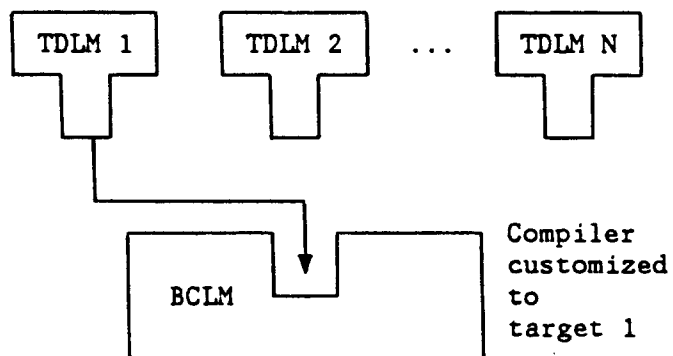 TDLM 1
TDLM 2
...
TDLM N
Compiler
customized
BCLM
to
target 1